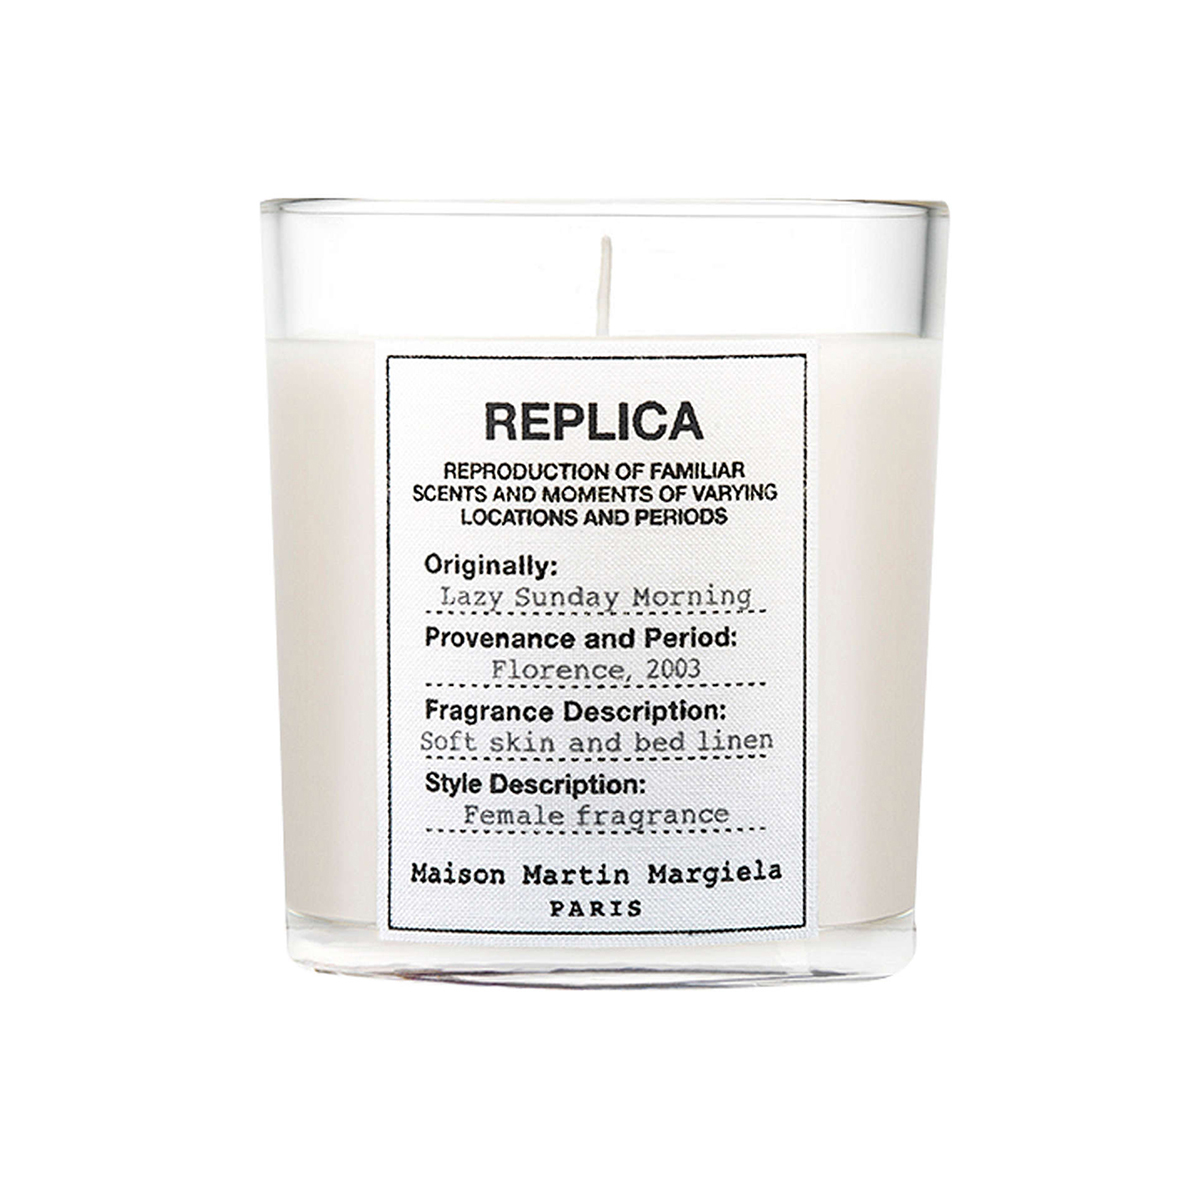 REPLICA
REPRODUCTION OF FAMILIAR
SCENTS AND MOMENTS OF VARYING
LOCATIONS AND PERIODS
Originally:
Lazy Sunday Morning
Provenance and Period:
Florence, 2003
Fragrance Description:
Soft skin and bed linen
Style Description:
Female fragrance
Maison Martin Margiela
PARIS